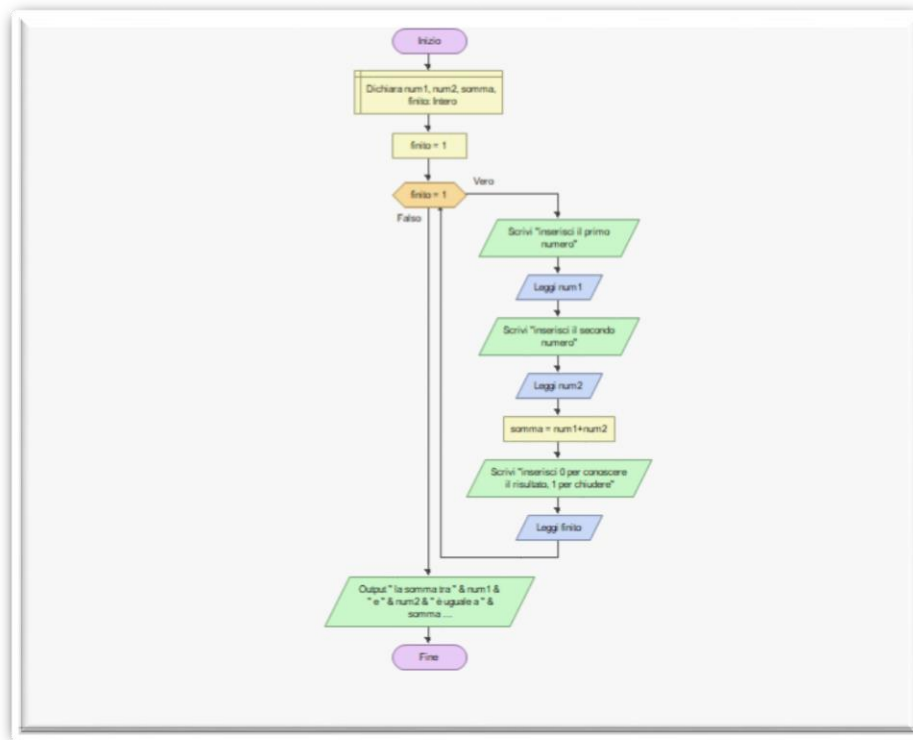 Inizio
Dichiara num1, num2, somma,
finito: Intero
finito = 1
finito = 1
Vero
Falso
Scrivi "inserisci il primo
numero"
Leggi num1
Scrivi "inserisci il secondo
numero"
Leggi num2
somma = num1+num2
Scrivi "inserisci 0 per conoscere
il risultato, 1 per chiudere"
Leggi finito
Output " la somma tra " & num1 &
" e " & num2 & " è uguale a " &
somma ...
Fine